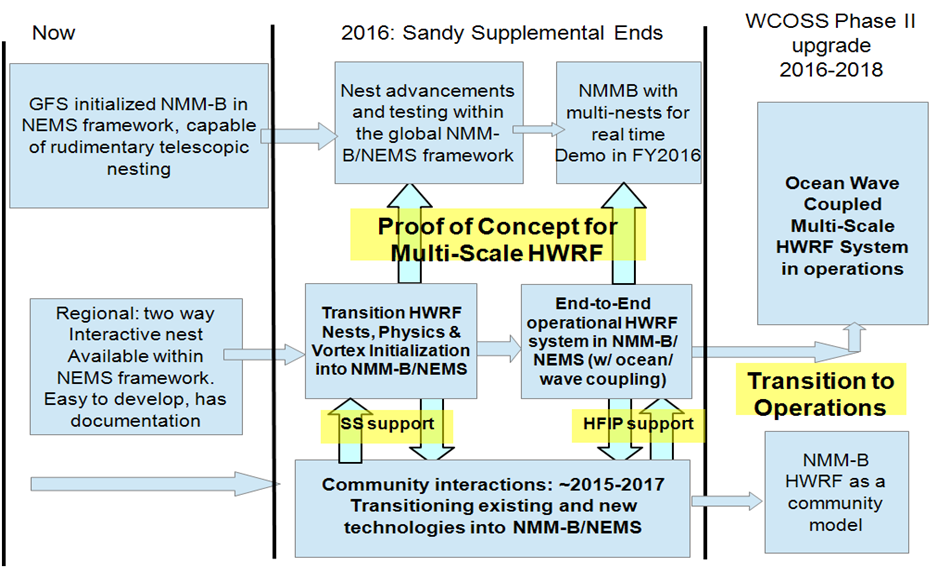 Now
2016: Sandy Supplemental Ends
WCOSS Phase II
upgrade
2016-2018
GFS initialized NMM-B in
NEMS framework, capable
of rudimentary telescopic
nesting
Nest advancements
and testing within
the global NMM-
B/NEMS framework
NMMB with
multi-nests for
real time
Demo in FY2016
Ocean Wave
Coupled
Multi-Scale
HWRF System
in operations
Proof of Concept for
Multi-Scale HWRF
Regional: two way
Interactive nest
Available within
NEMS framework.
Easy to develop, has
documentation
Transition HWRF
Nests, Physics &
Vortex Initialization
into NMM-B/NEMS
End-to-End
operational HWRF
system in NMM-B/
NEMS (w/ ocean/
wave coupling)
Transition to
Operations
SS support
HFIP support
Community interactions: ~2015-2017
Transitioning existing and new
technologies into NMM-B/NEMS
NMM-B
HWRF as a
community
model